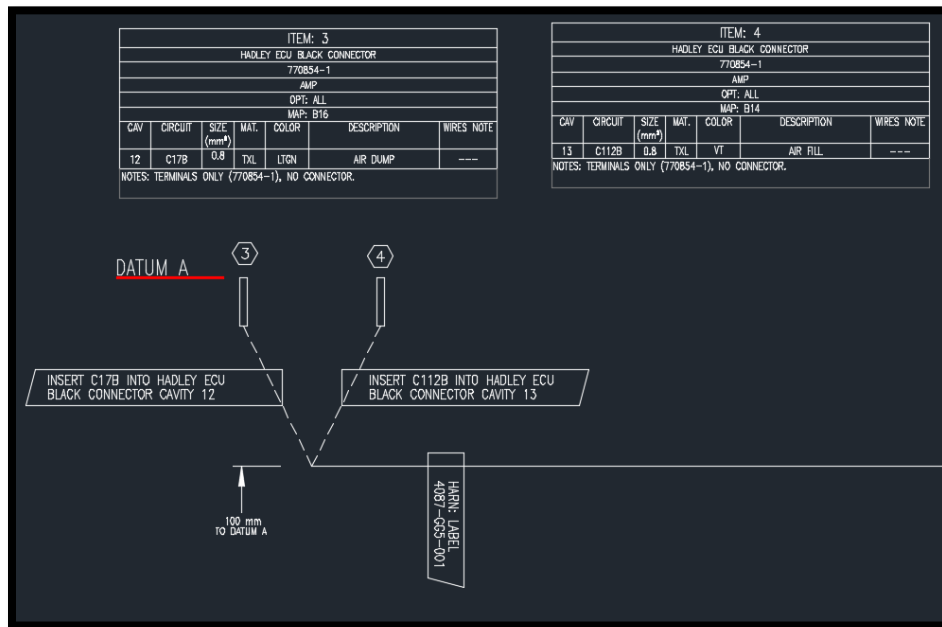 ITEM: 3
HADLEY ECU BLACK CONNECTOR
770854-1
AMP
OPT: ALL
MAP: B16
CAV CIRCUIT SIZE (mm²) MAT. COLOR DESCRIPTION WIRES NOTE
12 C17B 0.8 TXL LTGN AIR DUMP ---
NOTES: TERMINALS ONLY (770854-1), NO CONNECTOR.
ITEM: 4
HADLEY ECU BLACK CONNECTOR
770854-1
AMP
OPT: ALL
MAP: B14
CAV CIRCUIT SIZE (mm²) MAT. COLOR DESCRIPTION WIRES NOTE
13 C112B 0.8 TXL VT AIR FILL ---
NOTES: TERMINALS ONLY (770854-1), NO CONNECTOR.
DATUM A
3
4
INSERT C17B INTO HADLEY ECU
BLACK CONNECTOR CAVITY 12
INSERT C112B INTO HADLEY ECU
BLACK CONNECTOR CAVITY 13
100 mm
TO DATUM A
HARN: LABEL
4087-GG5-001